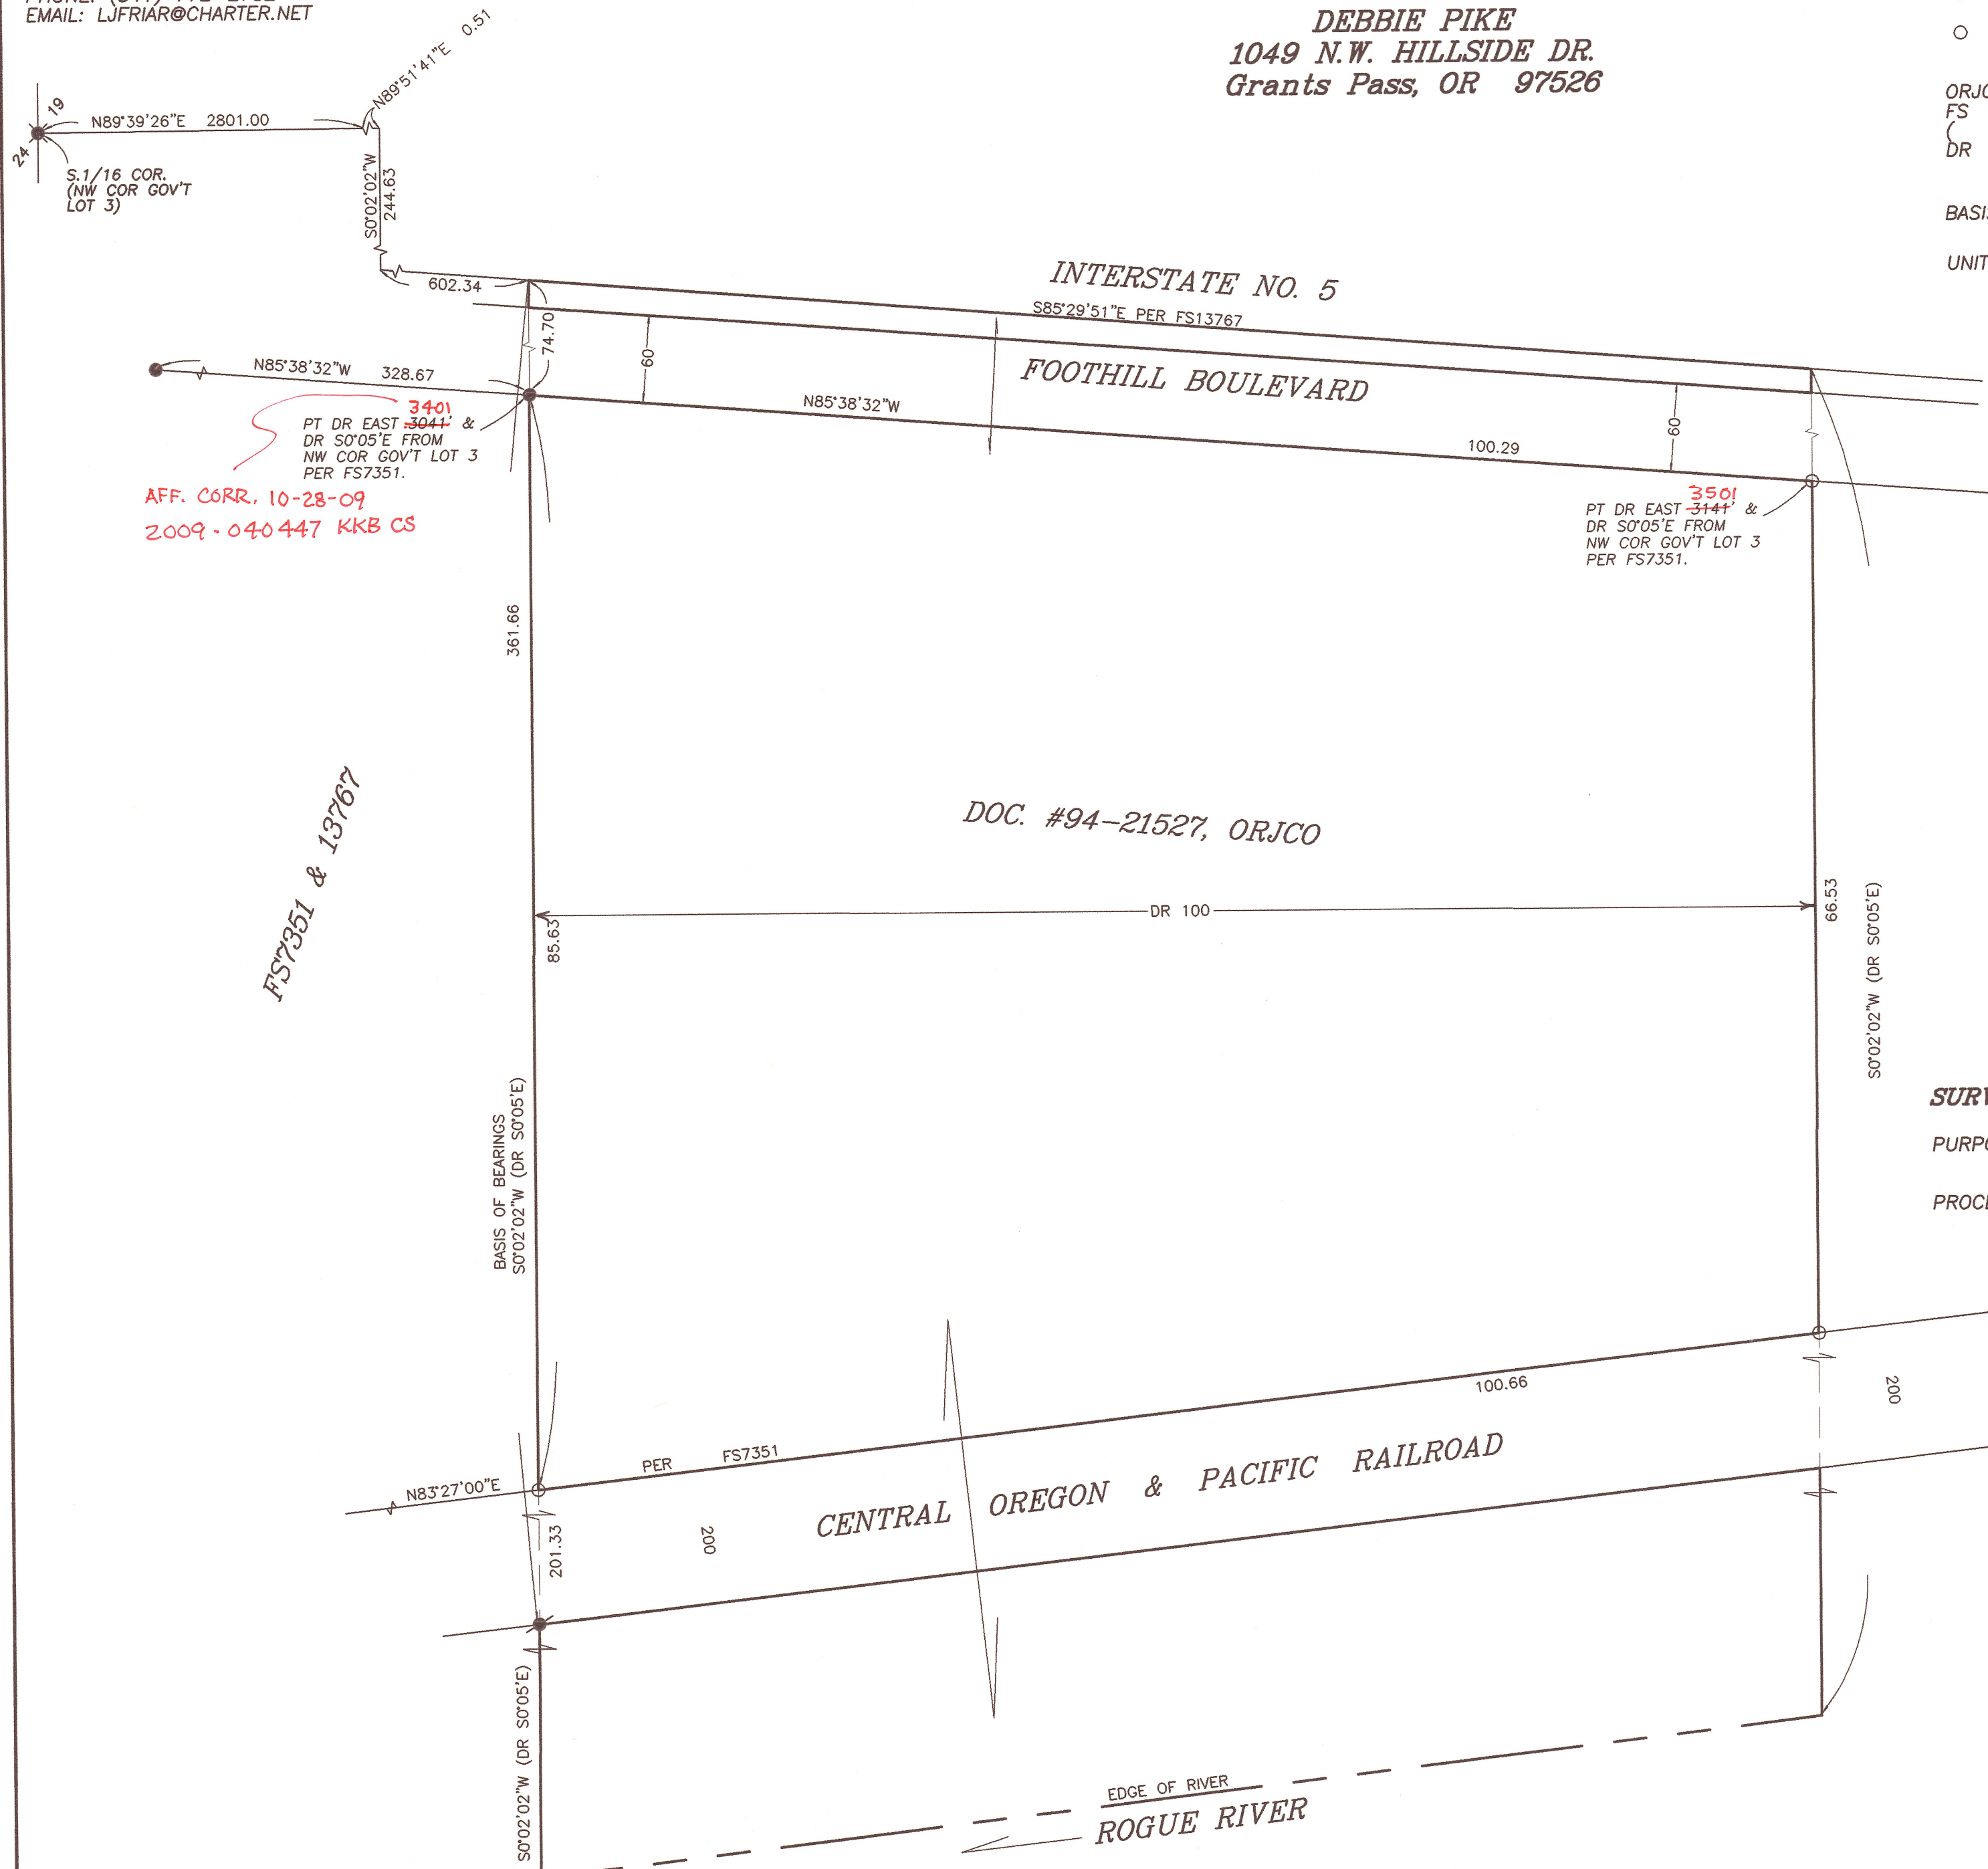 EMAIL: LJFRIAR@CHARTER.NET
DEBBIE PIKE
1049 N.W. HILLSIDE DR.
Grants Pass, OR 97526
ORJC
FS
DR
BASIS
UNIT
N89°51'41"E 0.51
19
24
N89°39'26"E 2801.00
S.1/16 COR.
(NW COR GOV'T
LOT 3)
S0°02'02"W
244.63
602.34
74.70
INTERSTATE NO. 5
S85°29'51"E PER FS13767
60
FOOTHILL BOULEVARD
N85°38'32"W
100.29
60
N85°38'32"W 328.67
3401
PT DR EAST 3041' &
DR S0°05'E FROM
NW COR GOV'T LOT 3
PER FS7351.
AFF. CORR. 10-28-09
2009-040447 KKB CS
3501
PT DR EAST 3141' &
DR S0°05'E FROM
NW COR GOV'T LOT 3
PER FS7351.
361.66
FS7351 & 13767
DOC. #94-21527, ORJCO
DR 100
85.63
66.53
S0°02'02"W (DR S0°05'E)
BASIS OF BEARINGS
S0°02'02"W (DR S0°05'E)
SURV
PURPO
PROCE
100.66
200
PER FS7351
N83°27'00"E
CENTRAL OREGON & PACIFIC RAILROAD
200
201.33
S0°02'02"W (DR S0°05'E)
EDGE OF RIVER
ROGUE RIVER